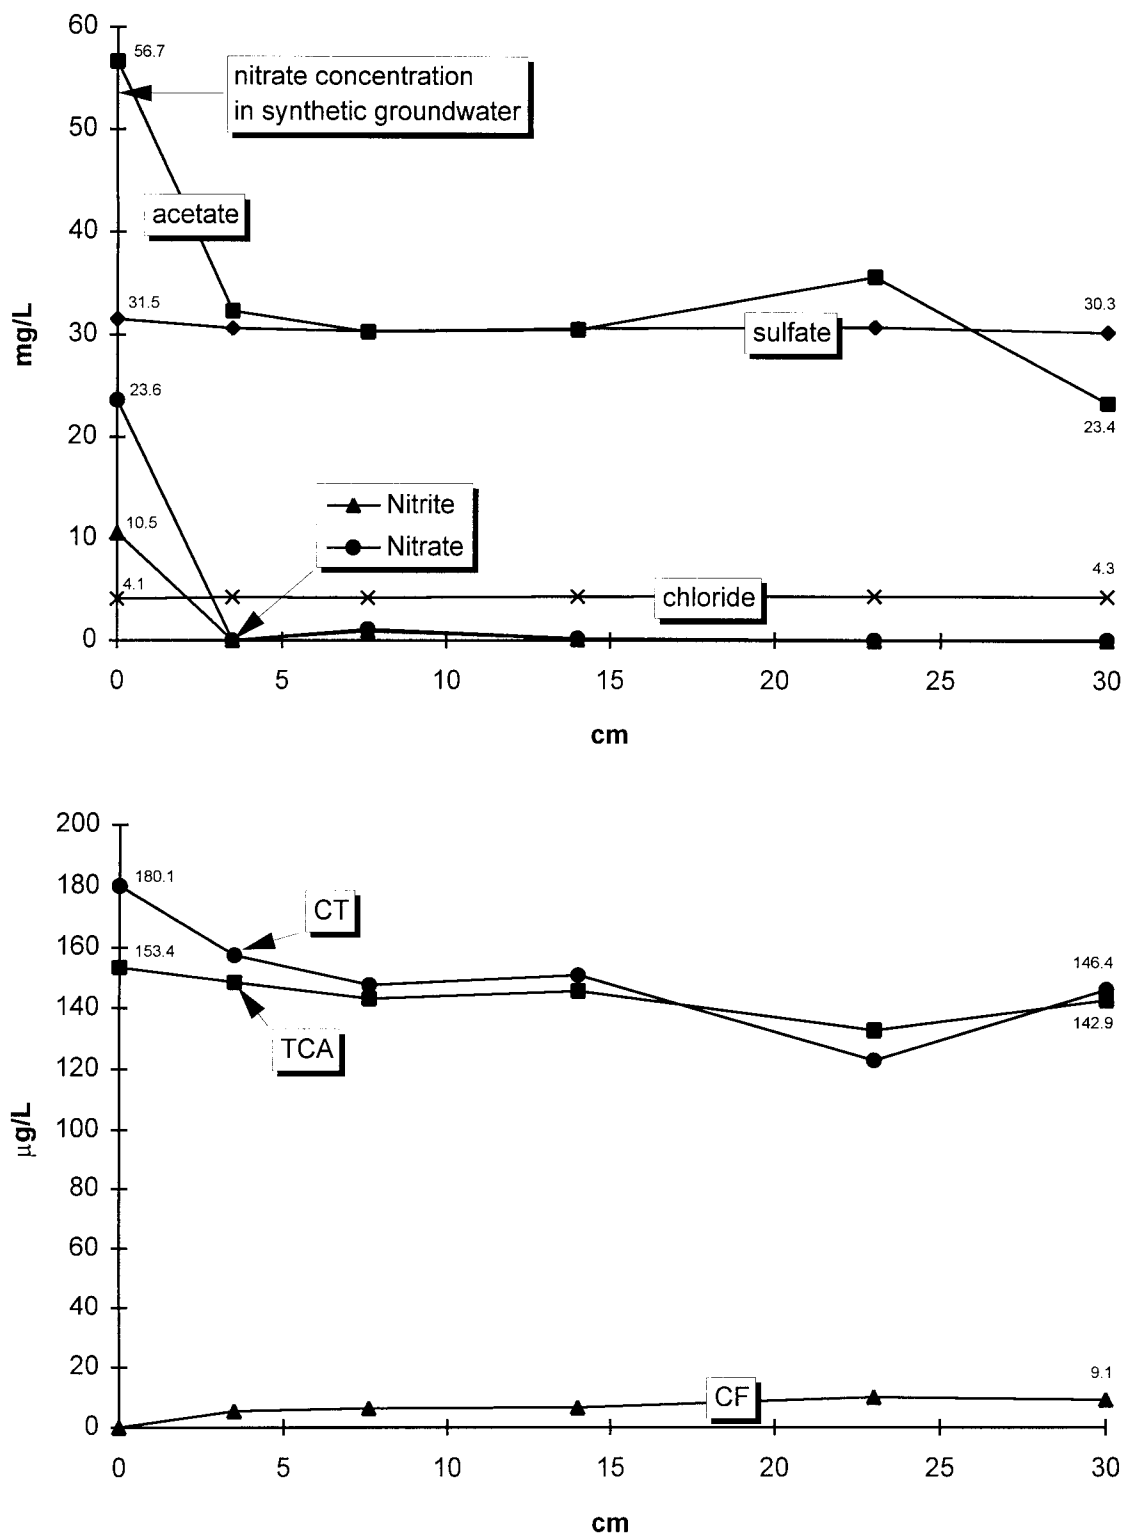 60
56.7
nitrate concentration
in synthetic groundwater
50
acetate
40
31.5
30.3
30
sulfate
mg/L
23.6
23.4
20
Nitrite
10.5
10
Nitrate
4.1
4.3
chloride
0
0 5 10 15 20 25 30
cm
200
180
180.1
CT
160
153.4
146.4
140
142.9
TCA
120
µg/L
100
80
60
40
20
9.1
CF
0
0 5 10 15 20 25 30
cm